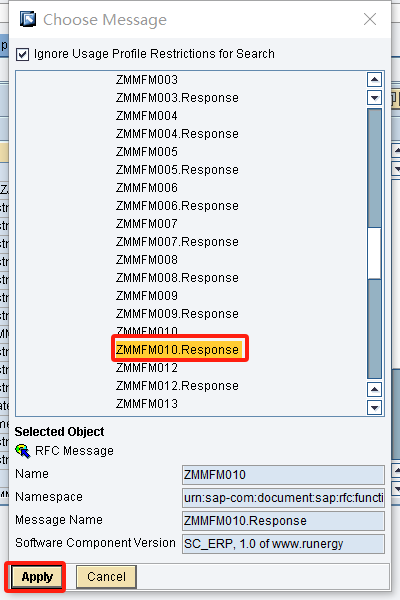 Choose Message
Ignore Usage Profile Restrictions for Search
ZMMFM003
ZMMFM003.Response
ZMMFM004
ZMMFM004.Response
ZMMFM005
ZMMFM005.Response
ZMMFM006
ZMMFM006.Response
ZMMFM007
ZMMFM007.Response
ZMMFM008
ZMMFM008.Response
ZMMFM009
ZMMFM009.Response
ZMMFM010
ZMMFM010.Response
ZMMFM012
ZMMFM012.Response
ZMMFM013
Selected Object
RFC Message
Name ZMMFM010
Namespace urn:sap-com:document:sap:rfc:functi
Message Name ZMMFM010.Response
Software Component Version SC_ERP, 1.0 of www.runergy
Apply Cancel